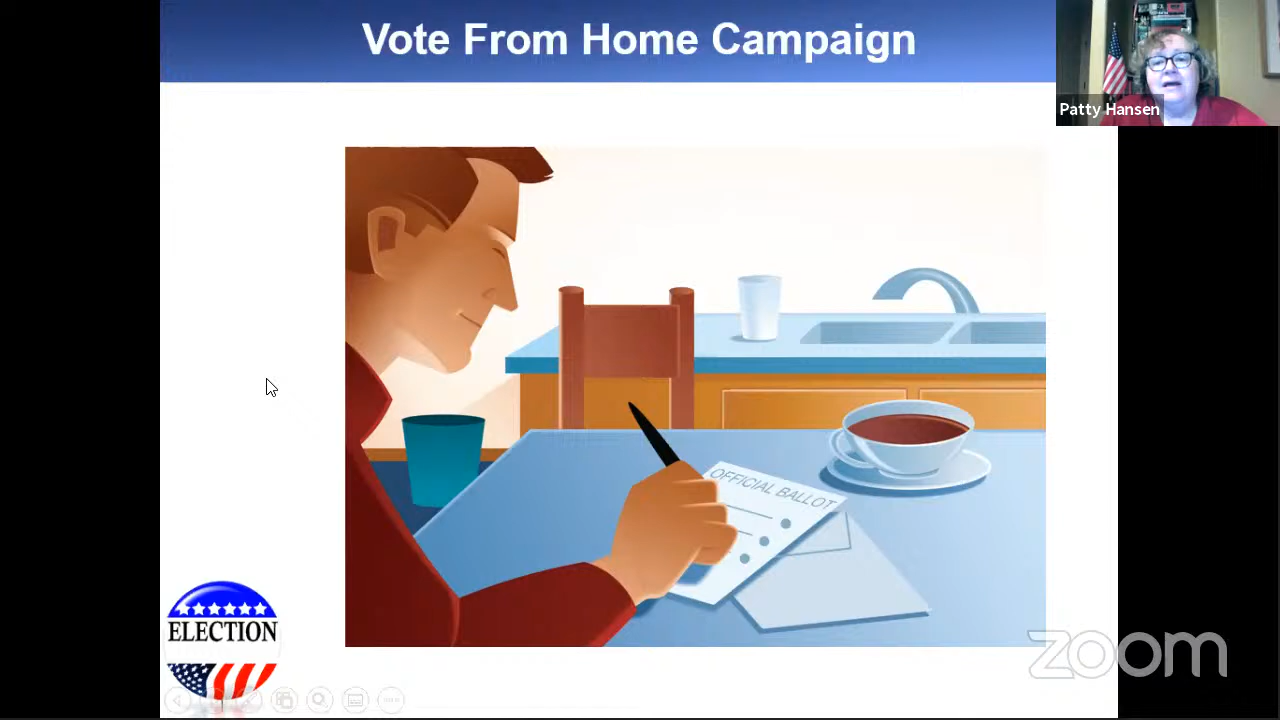 Vote From Home Campaign
Patty Hansen
OFFICIAL BALLOT
ELECTION
zoom